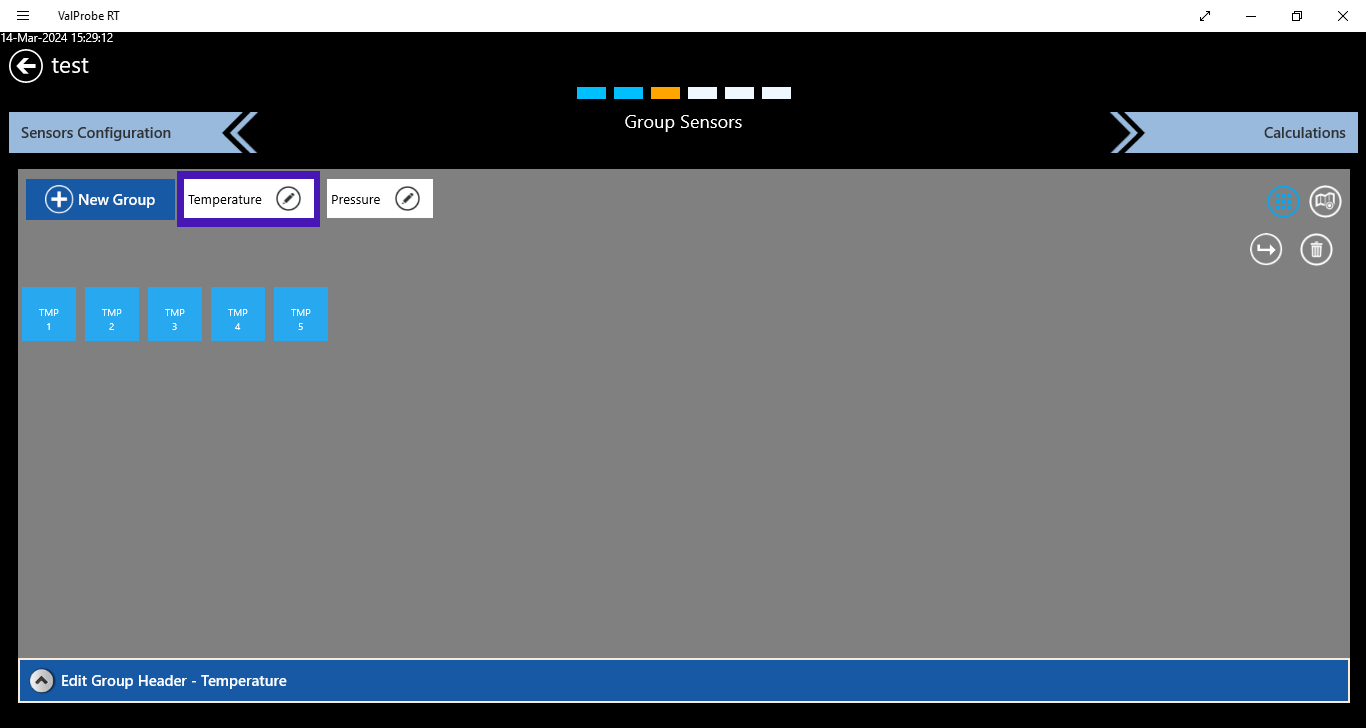 ValProbe RT
14-Mar-2024 15:29:12
test
Sensors Configuration
Group Sensors
Calculations
New Group
Temperature
Pressure
TMP
1
TMP
2
TMP
3
TMP
4
TMP
5
Edit Group Header - Temperature